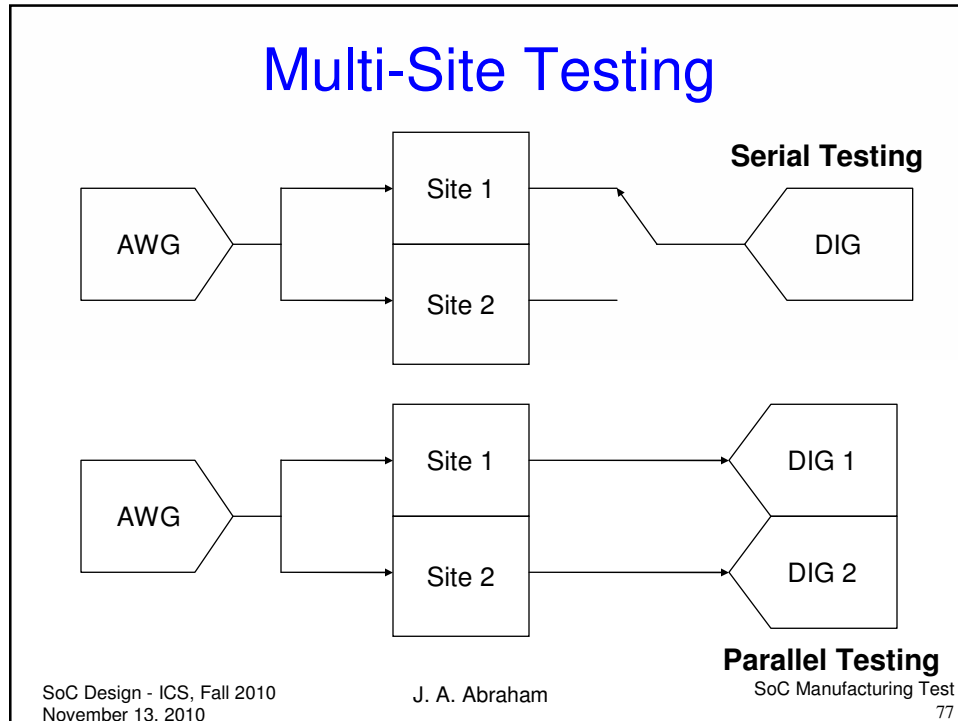 Multi-Site Testing
Serial Testing
AWG
Site 1
Site 2
DIG
AWG
Site 1
Site 2
DIG 1
DIG 2
Parallel Testing
SoC Design - ICS, Fall 2010
November 13, 2010
J. A. Abraham
SoC Manufacturing Test
77